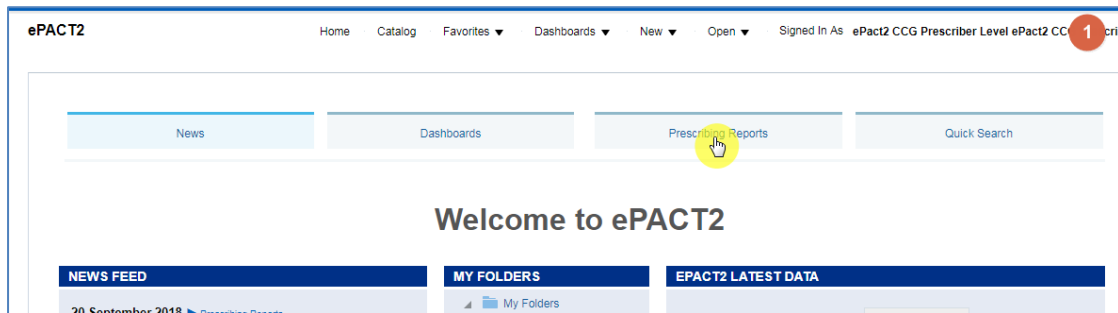 ePACT2 Home Catalog Favorites ▼ Dashboards ▼ New ▼ Open ▼ Signed In As ePact2 CCG Prescriber Level ePact2 1
News Dashboards Prescribing Reports Quick Search
Welcome to ePACT2
NEWS FEED MY FOLDERS EPACT2 LATEST DATA
20 September 2018 ▶ Prescribing Reports My Folders